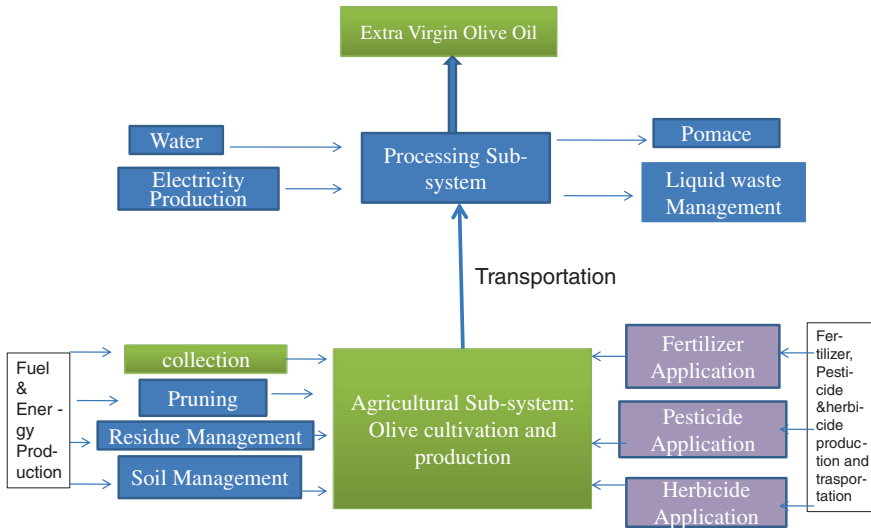 Extra Virgin Olive Oil
Water
Processing Sub-
system
Pomace
Electricity
Production
Liquid waste
Management
Transportation
Fuel
&
Ener -
gy
Prod-
uction
collection
Pruning
Residue Management
Soil Management
Agricultural Sub-system:
Olive cultivation and
production
Fertilizer
Application
Pesticide
Application
Herbicide
Application
Fer-
tilizer,
Pesti-
cide
&herbi-
cide
produc-
tion and
trasport-
tation